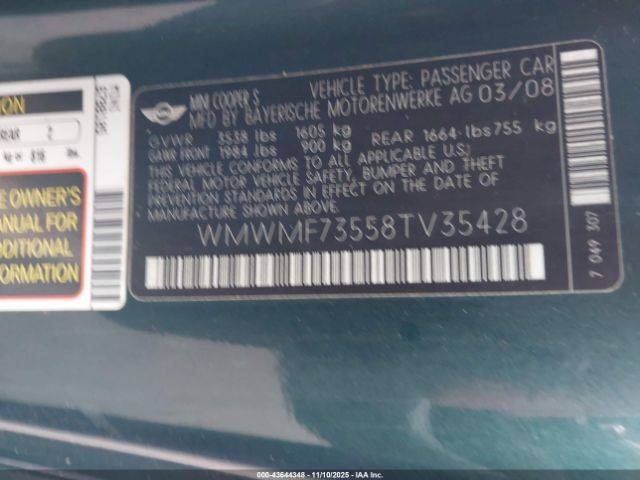 MINI COOPER S VEHICLE TYPE: PASSENGER CAR
MFD BY BAYERISCHE MOTORENWERKE AG 03/08
GVWR 3538 lbs 1605 kg
GAWR FRONT 1984 lbs 900 kg REAR 1664 lbs 755 kg
THIS VEHICLE CONFORMS TO ALL APPLICABLE U.S.
FEDERAL MOTOR VEHICLE SAFETY, BUMPER AND THEFT
PREVENTION STANDARDS IN EFFECT ON THE DATE OF
MANUFACTURE SHOWN ABOVE.
WMWMF73558TV35428
7 049 307
ION
REAR 2
E OWNER'S
ANUAL FOR
DDITIONAL
FORMATION
000-43644348 - 11/10/2025 - IAA Inc.